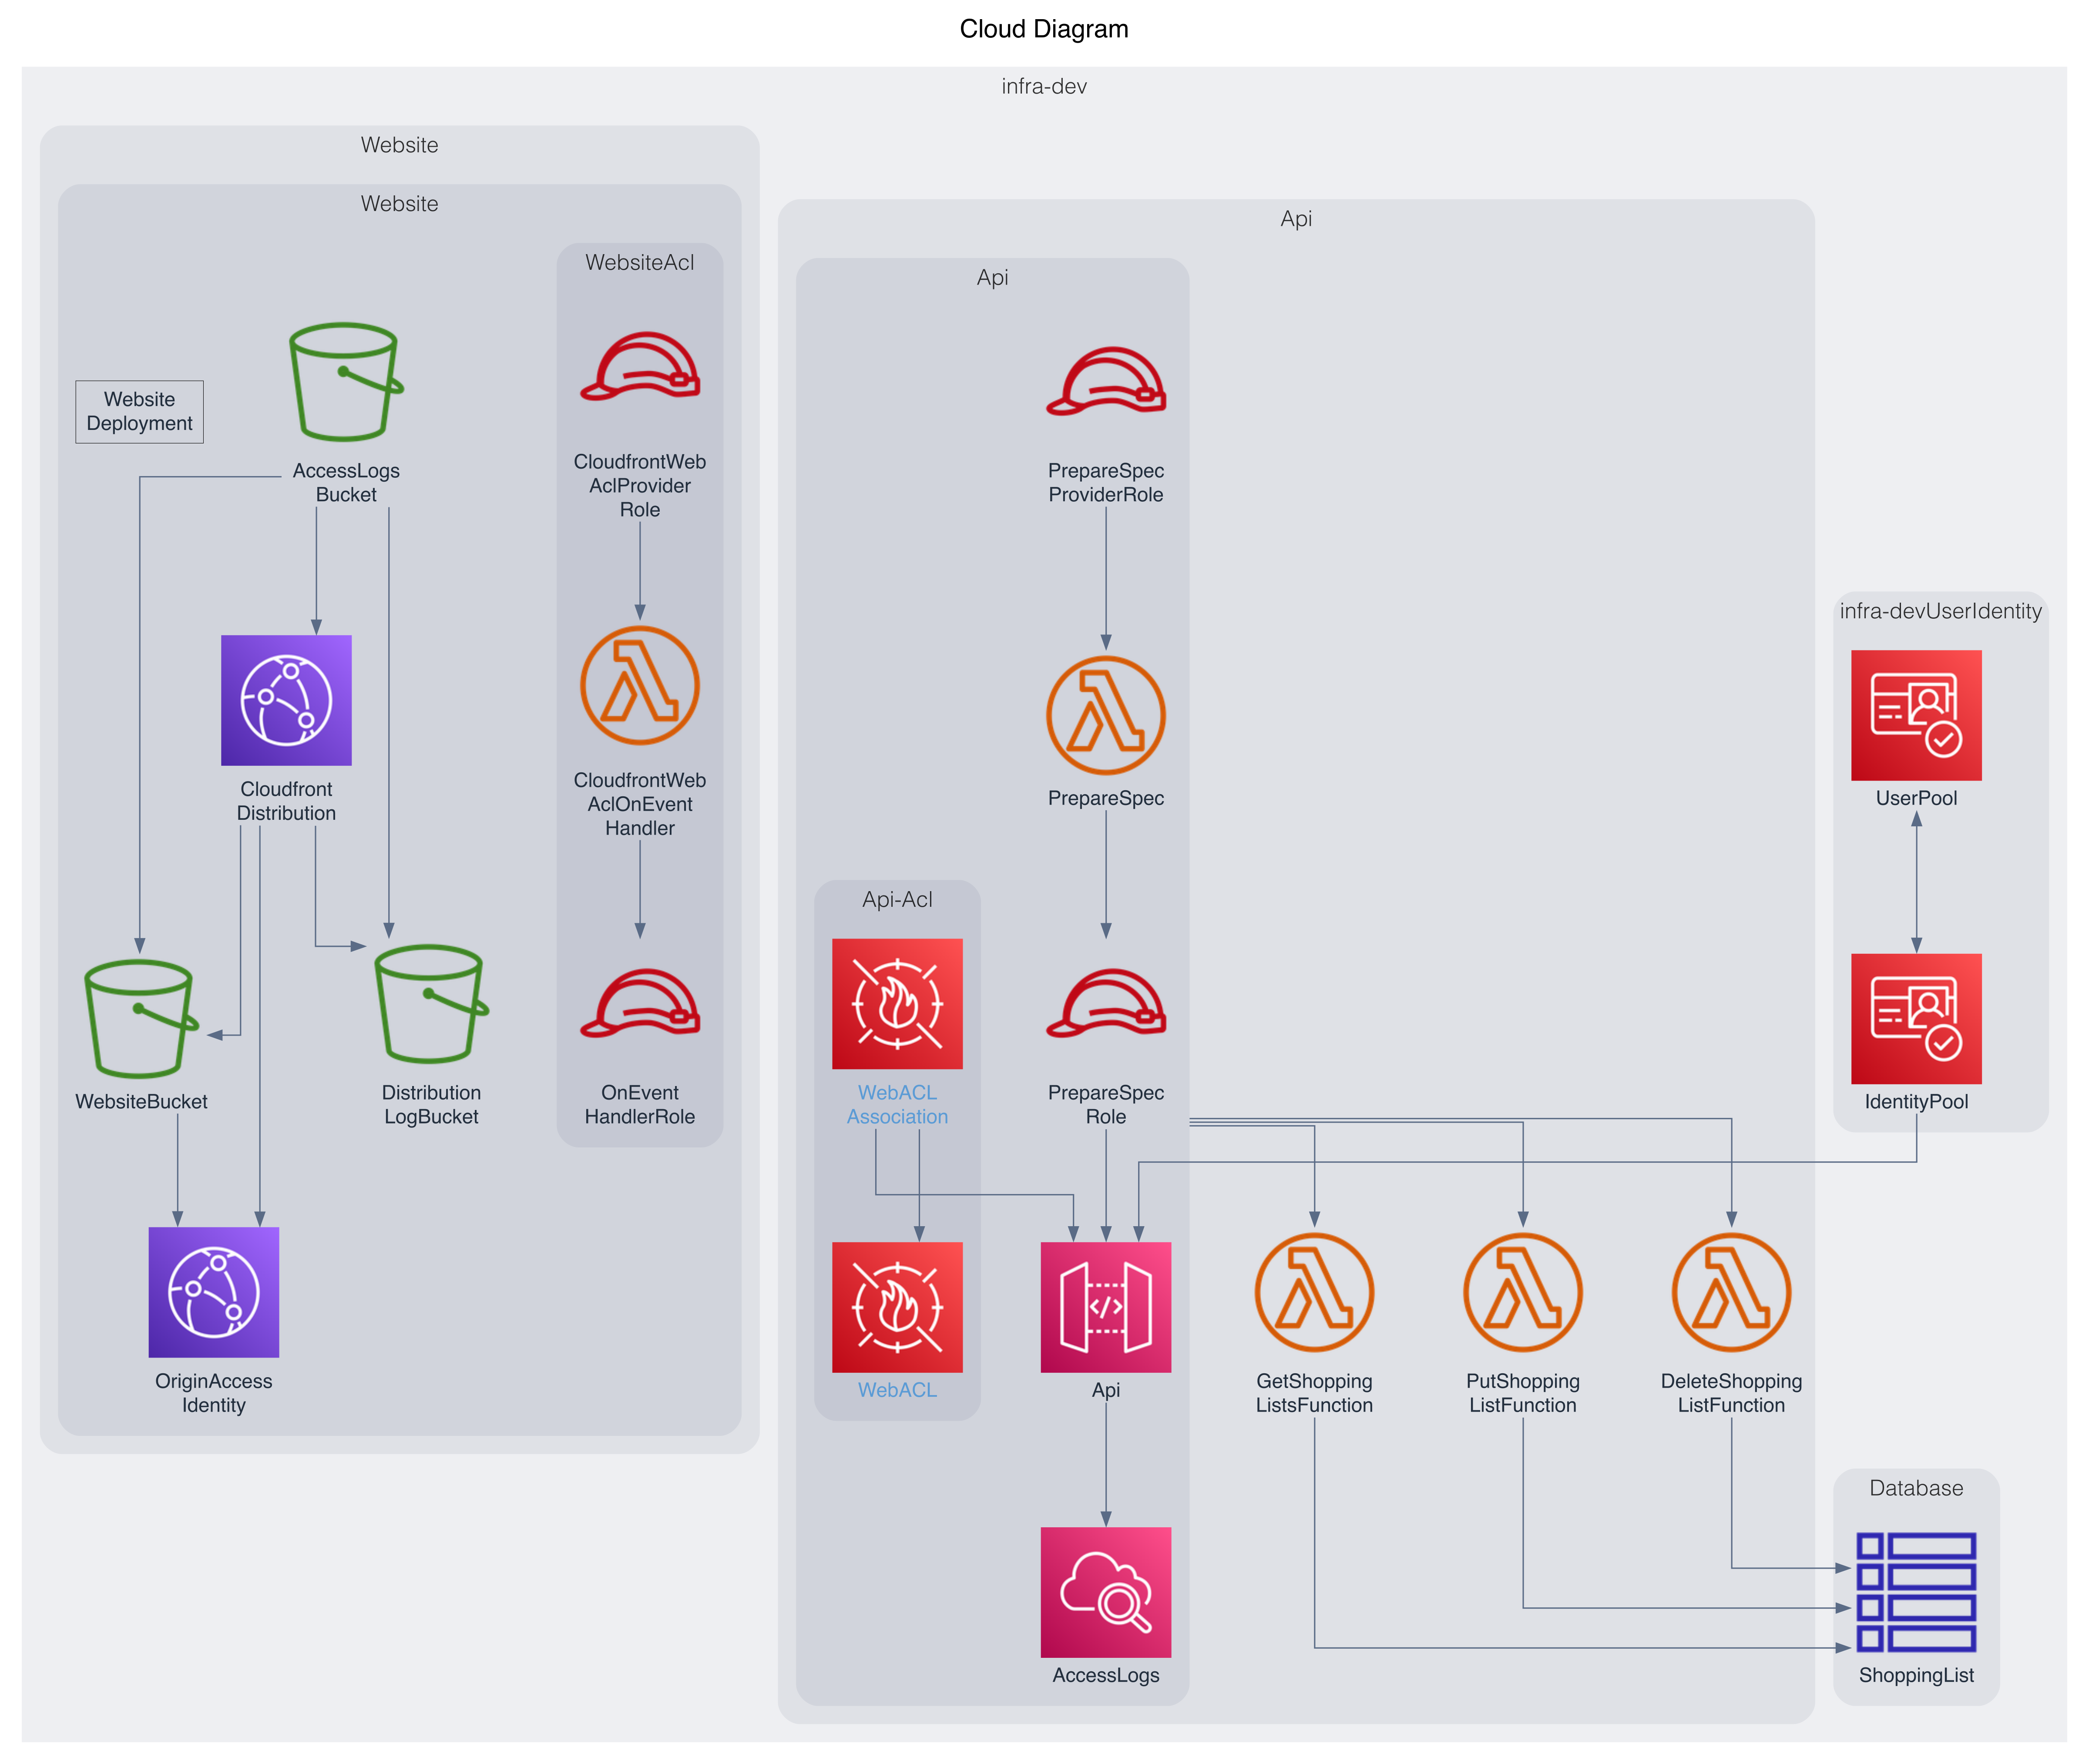 Cloud Diagram
infra-dev
Website
Website
WebsiteAcl
Website
Deployment
AccessLogs
Bucket
CloudfrontWeb
AclProvider
Role
Cloudfront
Distribution
CloudfrontWeb
AclOnEvent
Handler
WebsiteBucket
Distribution
LogBucket
OnEvent
HandlerRole
OriginAccess
Identity
Api
Api
PrepareSpec
ProviderRole
PrepareSpec
Api-Acl
WebACL
Association
PrepareSpec
Role
WebACL
Api
</>
GetShopping
ListsFunction
PutShopping
ListFunction
DeleteShopping
ListFunction
AccessLogs
infra-devUserIdentity
UserPool
IdentityPool
Database
ShoppingList